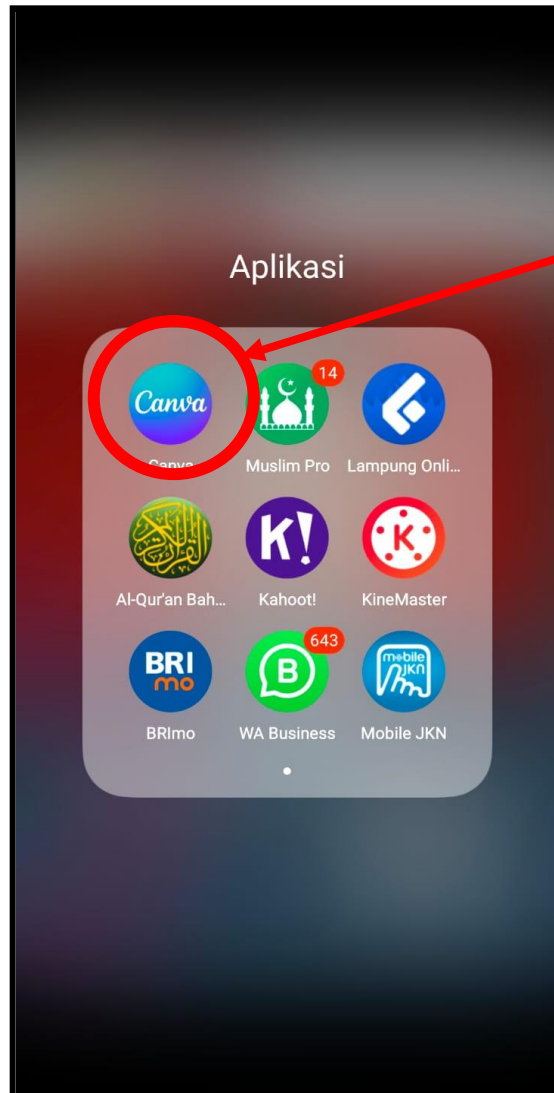 Aplikasi
Canva
14
Canva
Muslim Pro
Lampung Onli...
K!
K
Al-Qur'an Bah...
Kahoot!
KineMaster
BRI
mo
643
B
mobile
JKN
BRImo
WA Business
Mobile JKN